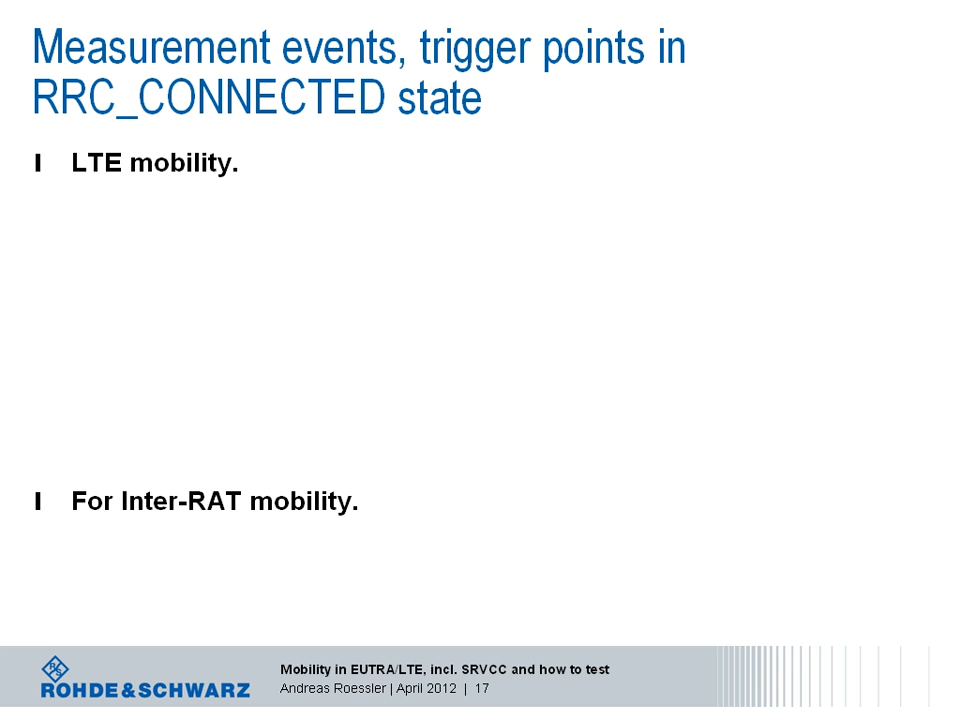 Measurement events, trigger points in
RRC_CONNECTED state
LTE mobility.
For Inter-RAT mobility.
R S
ROHDE & SCHWARZ
Mobility in EUTRA/LTE, incl. SRVCC and how to test
Andreas Roessler | April 2012 | 17